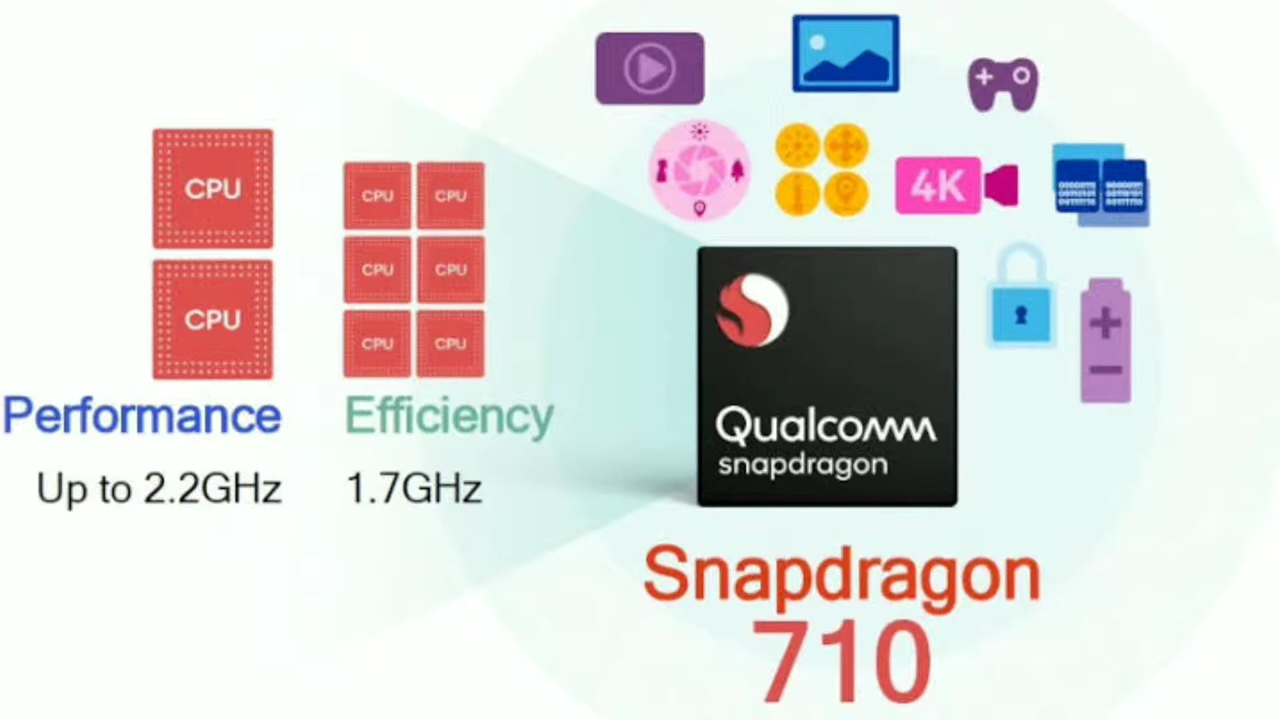 CPU
CPU
CPU CPU
CPU CPU
CPU CPU
Performance
Efficiency
Up to 2.2GHz
1.7GHz
4K
Qualcomm
snapdragon
Snapdragon
710